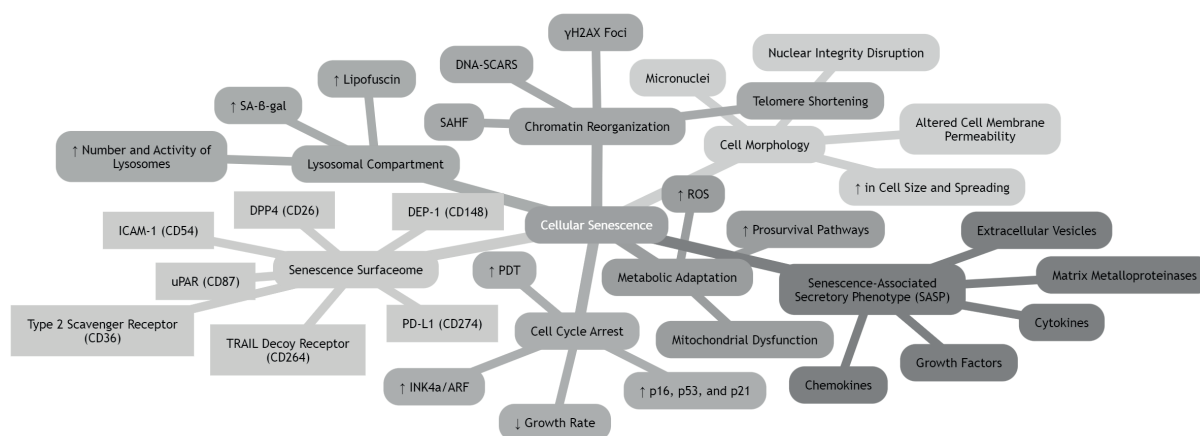 γH2AX Foci
Nuclear Integrity Disruption
DNA-SCARS
Micronuclei
↑ Lipofuscin
↑ SA-β-gal
SAHF
Chromatin Reorganization
Telomere Shortening
Altered Cell Membrane
Permeability
↑ Number and Activity of
Lysosomes
Lysosomal Compartment
Cell Morphology
↑ in Cell Size and Spreading
↑ ROS
DPP4 (CD26)
DEP-1 (CD148)
ICAM-1 (CD54)
Cellular Senescence
↑ Prosurvival Pathways
Extracellular Vesicles
Senescence Surfaceome
↑ PDT
Metabolic Adaptation
Senescence-Associated
Secretory Phenotype (SASP)
Matrix Metalloproteinases
uPAR (CD87)
Type 2 Scavenger Receptor
(CD36)
TRAIL Decoy Receptor
(CD264)
PD-L1 (CD274)
Cell Cycle Arrest
Mitochondrial Dysfunction
Cytokines
Growth Factors
Chemokines
↑ INK4a/ARF
↑ p16, p53, and p21
↓ Growth Rate